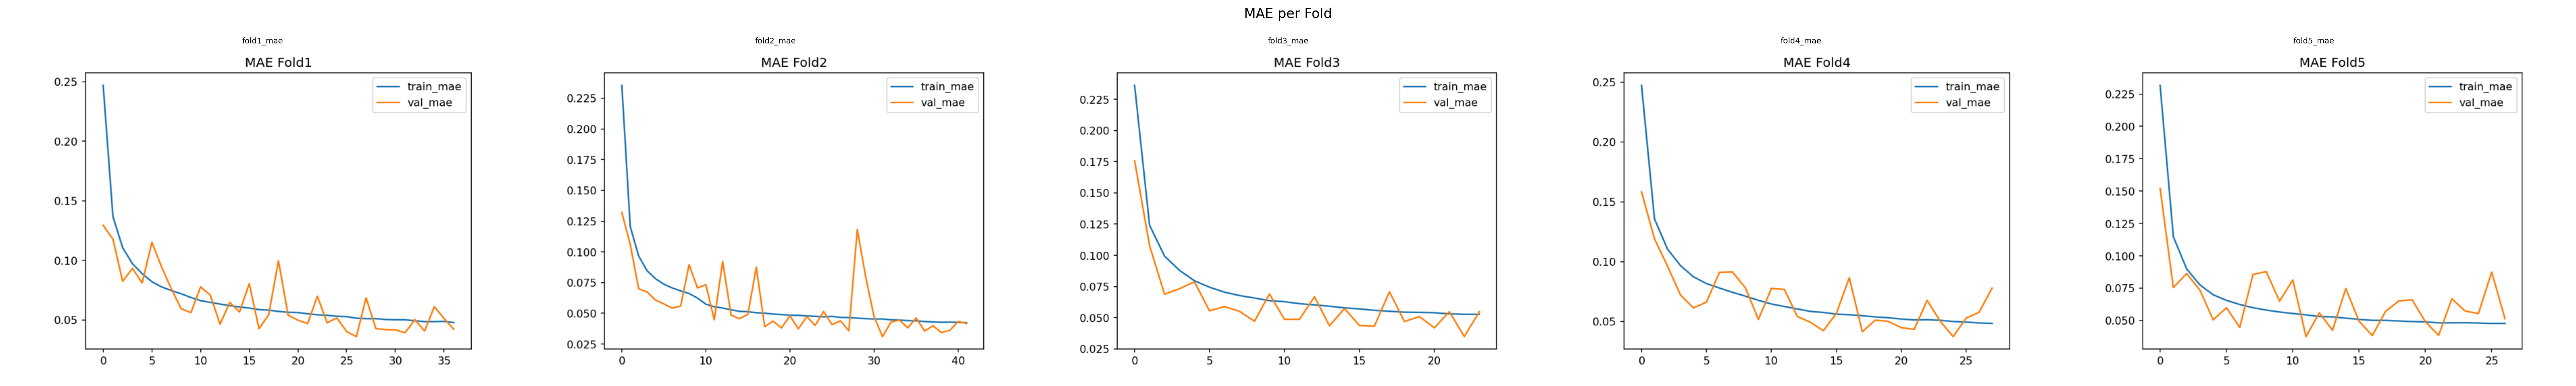 MAE per Fold
fold1_mae
MAE Fold1
train_mae
val_mae
0.25
0.20
0.15
0.10
0.05
0 5 10 15 20 25 30 35
fold2_mae
MAE Fold2
train_mae
val_mae
0.225
0.200
0.175
0.150
0.125
0.100
0.075
0.050
0.025
0 10 20 30 40
fold3_mae
MAE Fold3
train_mae
val_mae
0.225
0.200
0.175
0.150
0.125
0.100
0.075
0.050
0.025
0 5 10 15 20
fold4_mae
MAE Fold4
train_mae
val_mae
0.25
0.20
0.15
0.10
0.05
0 5 10 15 20 25
fold5_mae
MAE Fold5
train_mae
val_mae
0.225
0.200
0.175
0.150
0.125
0.100
0.075
0.050
0 5 10 15 20 25